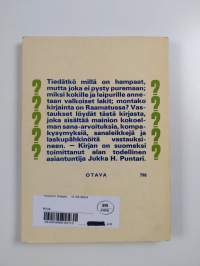 Tiedätkö millä on hampaat,
mutta joka ei pysty puremaan;
miksi kokille ja leipurille anne-
taan valkoiset lakit; montako
kirjainta on Raamatussa? Vas-
taukset löydät tästä kirjasta,
joka sisältää mainion kokoel-
man sana-arvoituksia, kompa-
kysymyksiä, sanaleikkejä ja
laskupähkinöitä vastauksi-
neen. — Kirjan on suomeksi
toimittanut alan todellinen
asiantuntija Jukka H. Puntari.
OTAVA